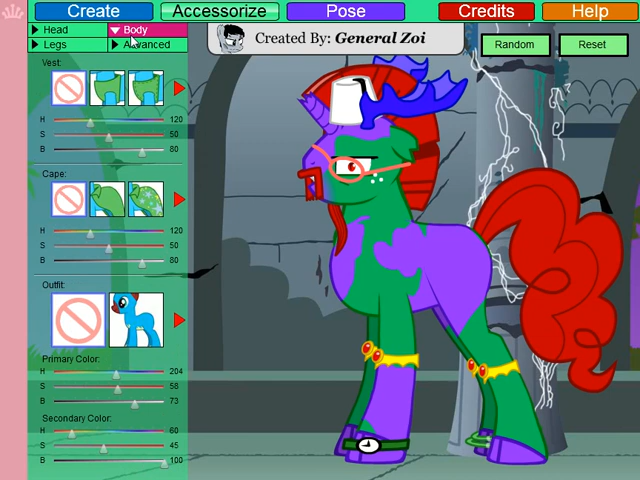 Create
Accessorize
Pose
Credits
Help
Head
Body
Legs
Advanced
Created By: General Zoi
Random
Reset
Vest:
H 120
S 50
B 80
Cape:
H 120
S 50
B 80
Outfit:
Primary Color:
H 204
S 58
B 73
Secondary Color:
H 60
S 45
B 100